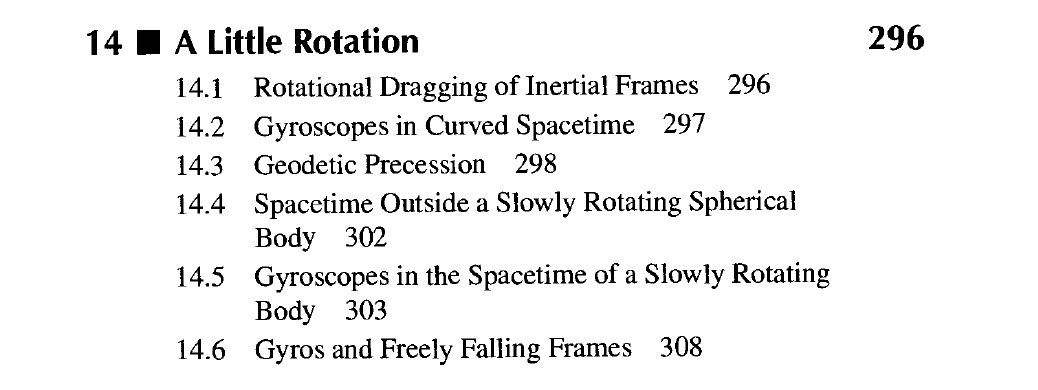 14 ■ A Little Rotation 296
14.1 Rotational Dragging of Inertial Frames 296
14.2 Gyroscopes in Curved Spacetime 297
14.3 Geodetic Precession 298
14.4 Spacetime Outside a Slowly Rotating Spherical
Body 302
14.5 Gyroscopes in the Spacetime of a Slowly Rotating
Body 303
14.6 Gyros and Freely Falling Frames 308